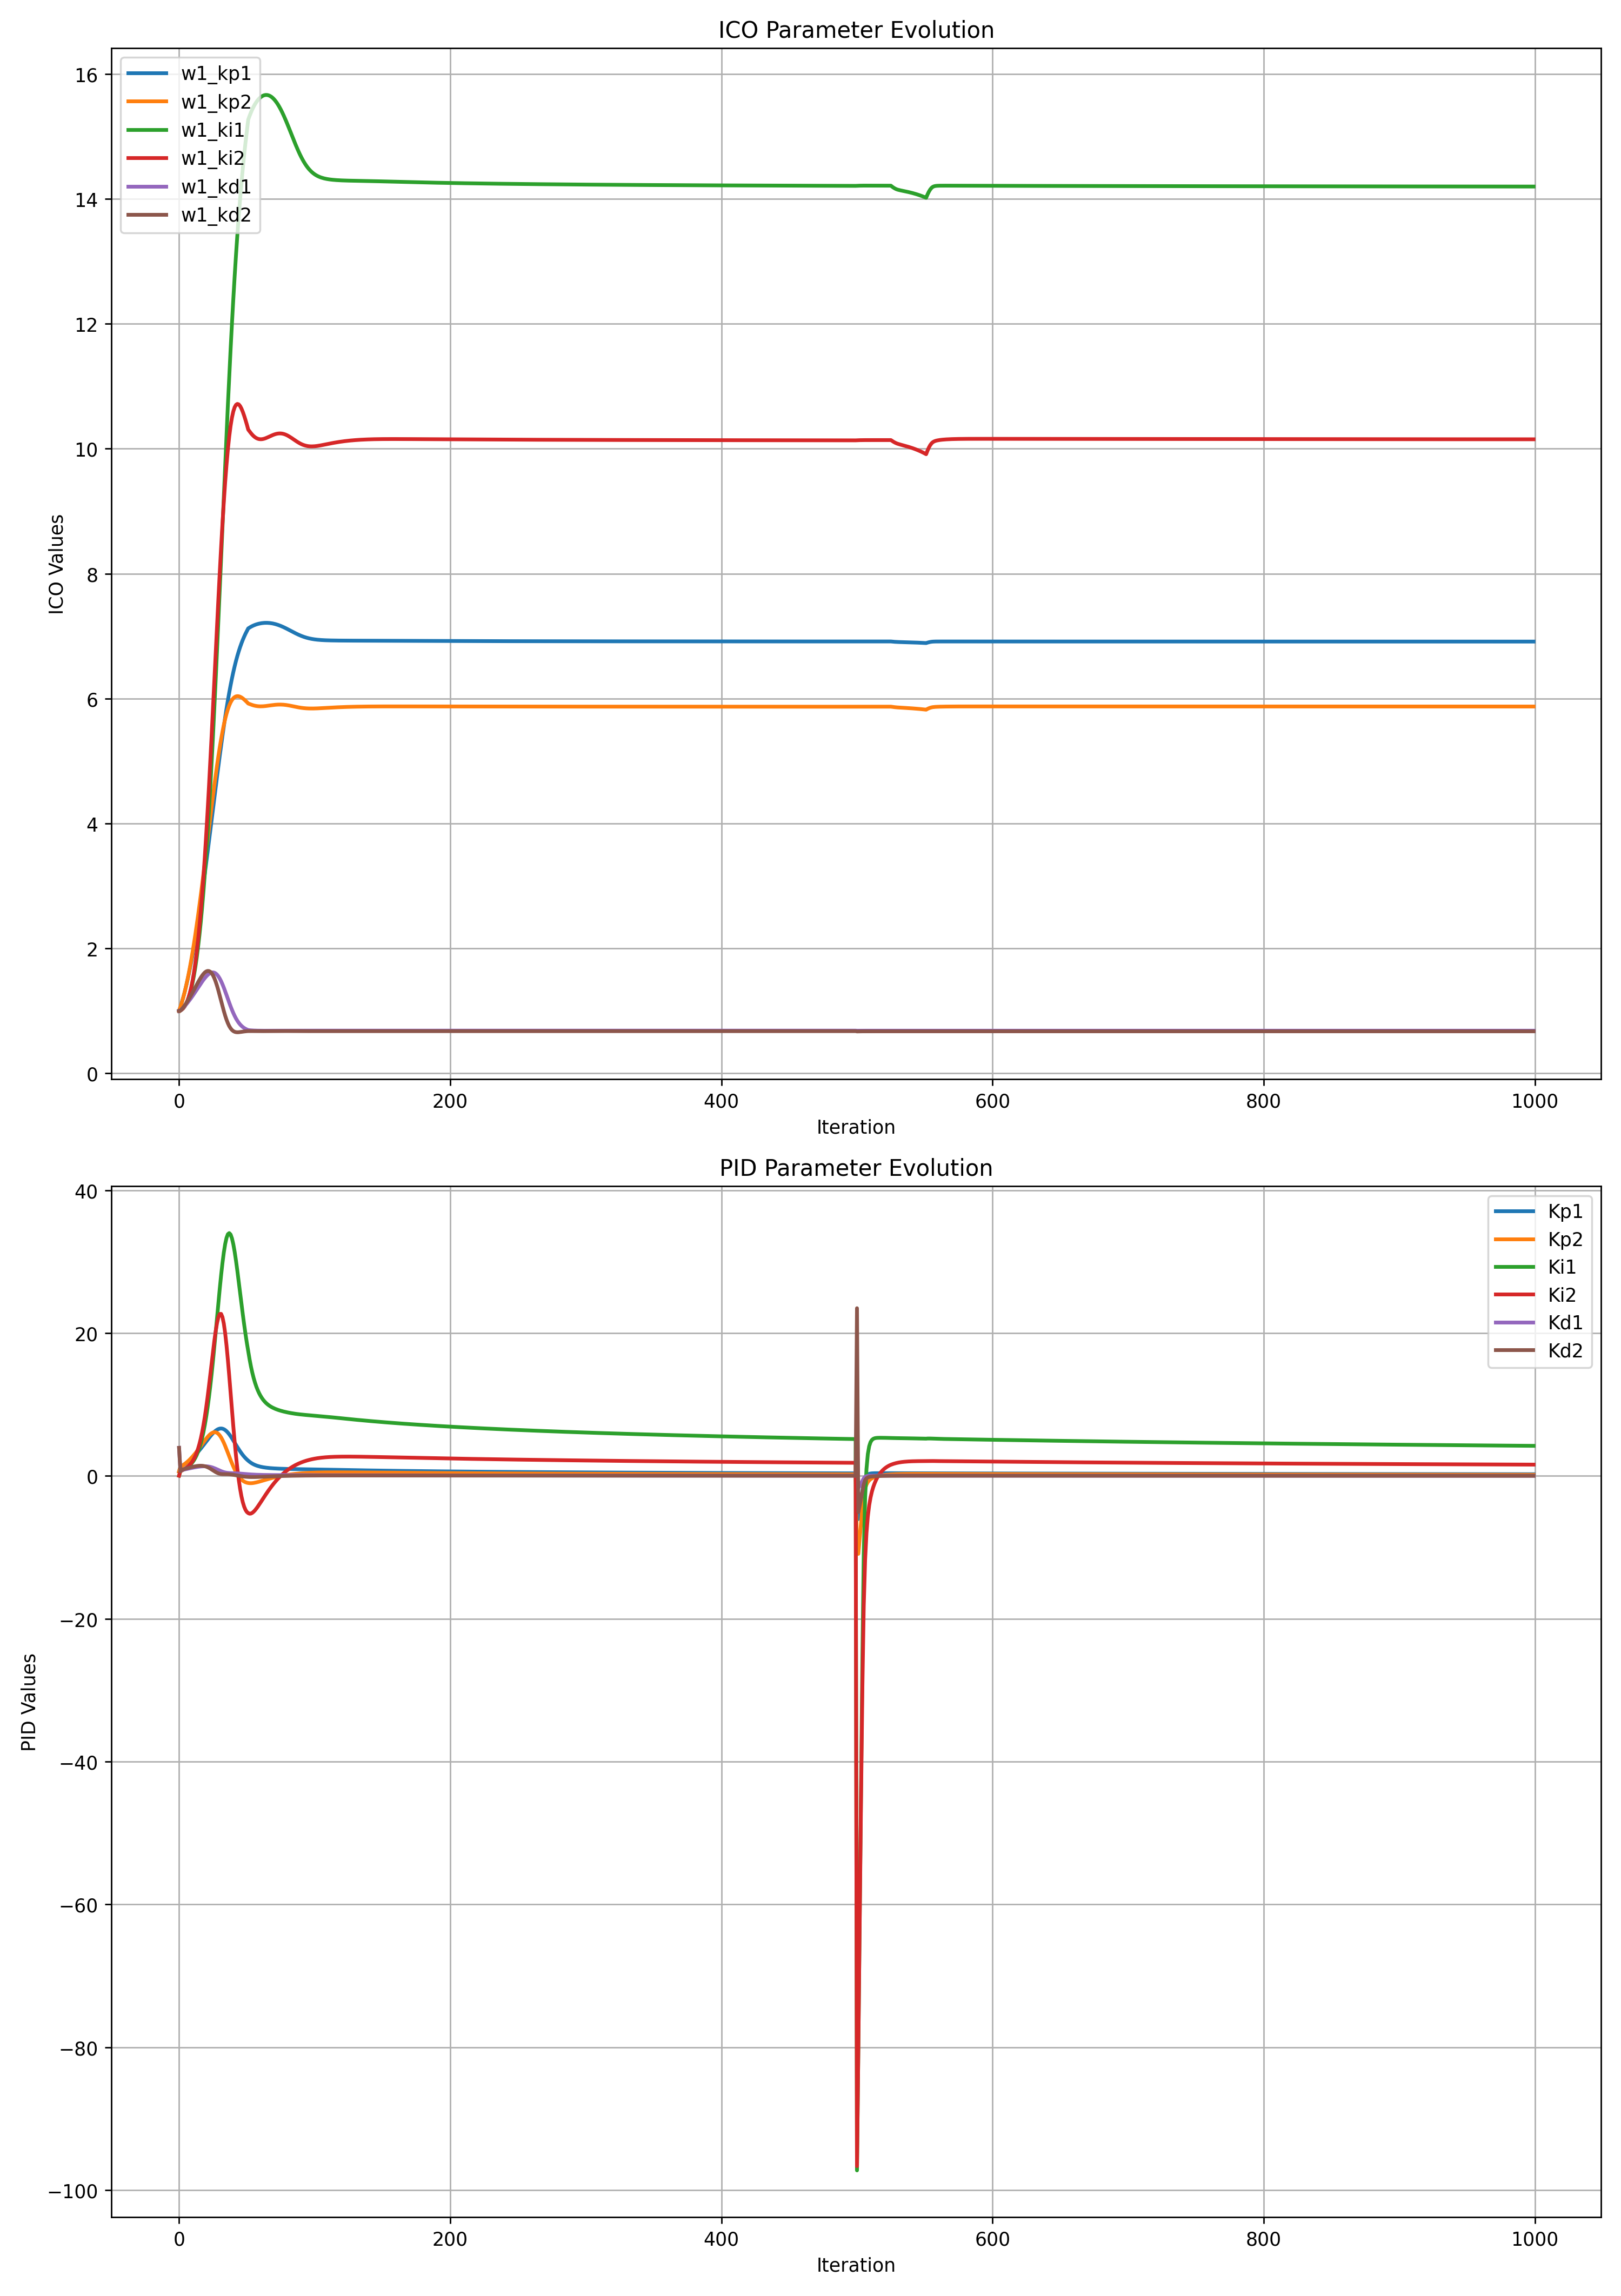 ICO Parameter Evolution
16
14
12
10
8
6
4
2
0
ICO Values
w1_kp1
w1_kp2
w1_ki1
w1_ki2
w1_kd1
w1_kd2
0
200
400
600
800
1000
Iteration
PID Parameter Evolution
40
20
0
−20
−40
−60
−80
−100
PID Values
Kp1
Kp2
Ki1
Ki2
Kd1
Kd2
0
200
400
600
800
1000
Iteration